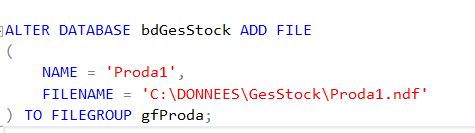 ALTER DATABASE bdGesStock ADD FILE
(
NAME = 'Proda1',
FILENAME = 'C:\DONNEES\GesStock\Proda1.ndf'
) TO FILEGROUP gfProda;